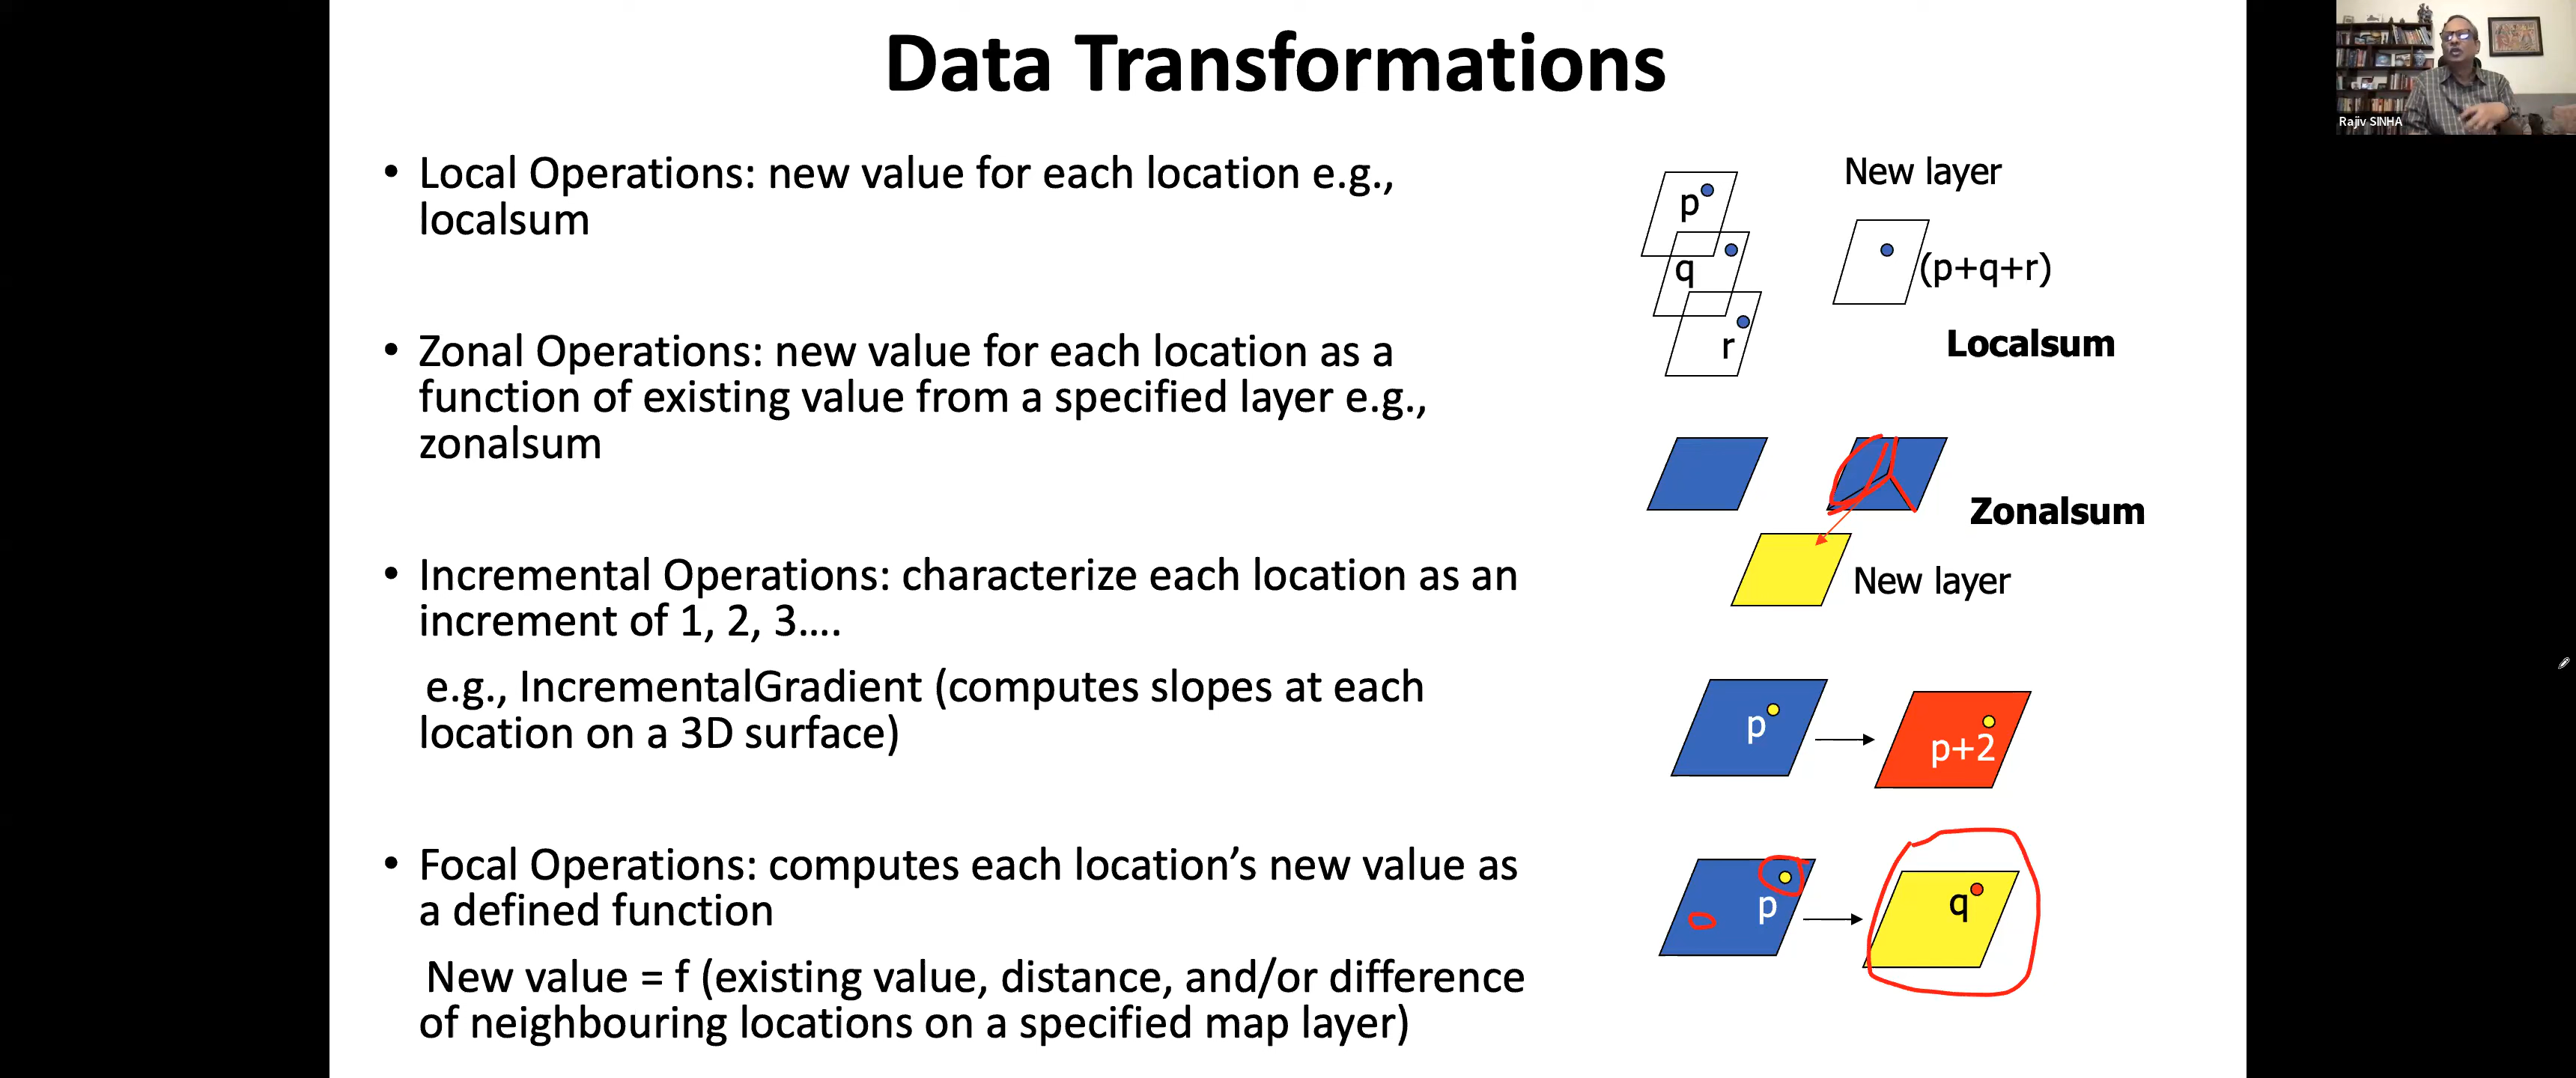 Data Transformations
Rajiv SINHA
• Local Operations: new value for each location e.g.,
localsum
• Zonal Operations: new value for each location as a
function of existing value from a specified layer e.g.,
zonalsum
• Incremental Operations: characterize each location as an
increment of 1, 2, 3....
e.g., IncrementalGradient (computes slopes at each
location on a 3D surface)
• Focal Operations: computes each location’s new value as
a defined function
New value = f (existing value, distance, and/or difference
of neighbouring locations on a specified map layer)
New layer
p
q
r
(p+q+r)
Localsum
Zonalsum
New layer
p
p+2
p
q